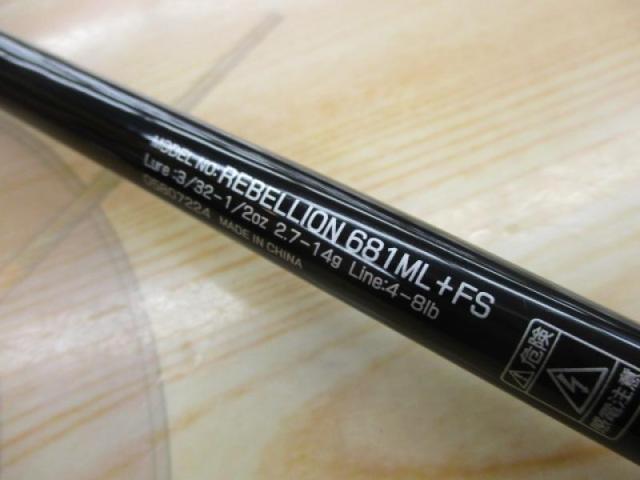 MODEL NO:REBELLION 681ML+FS
Lure:3/32-1/2oz 2.7-14g Line:4-8lb
0580722A MADE IN CHINA
危険
感電注意